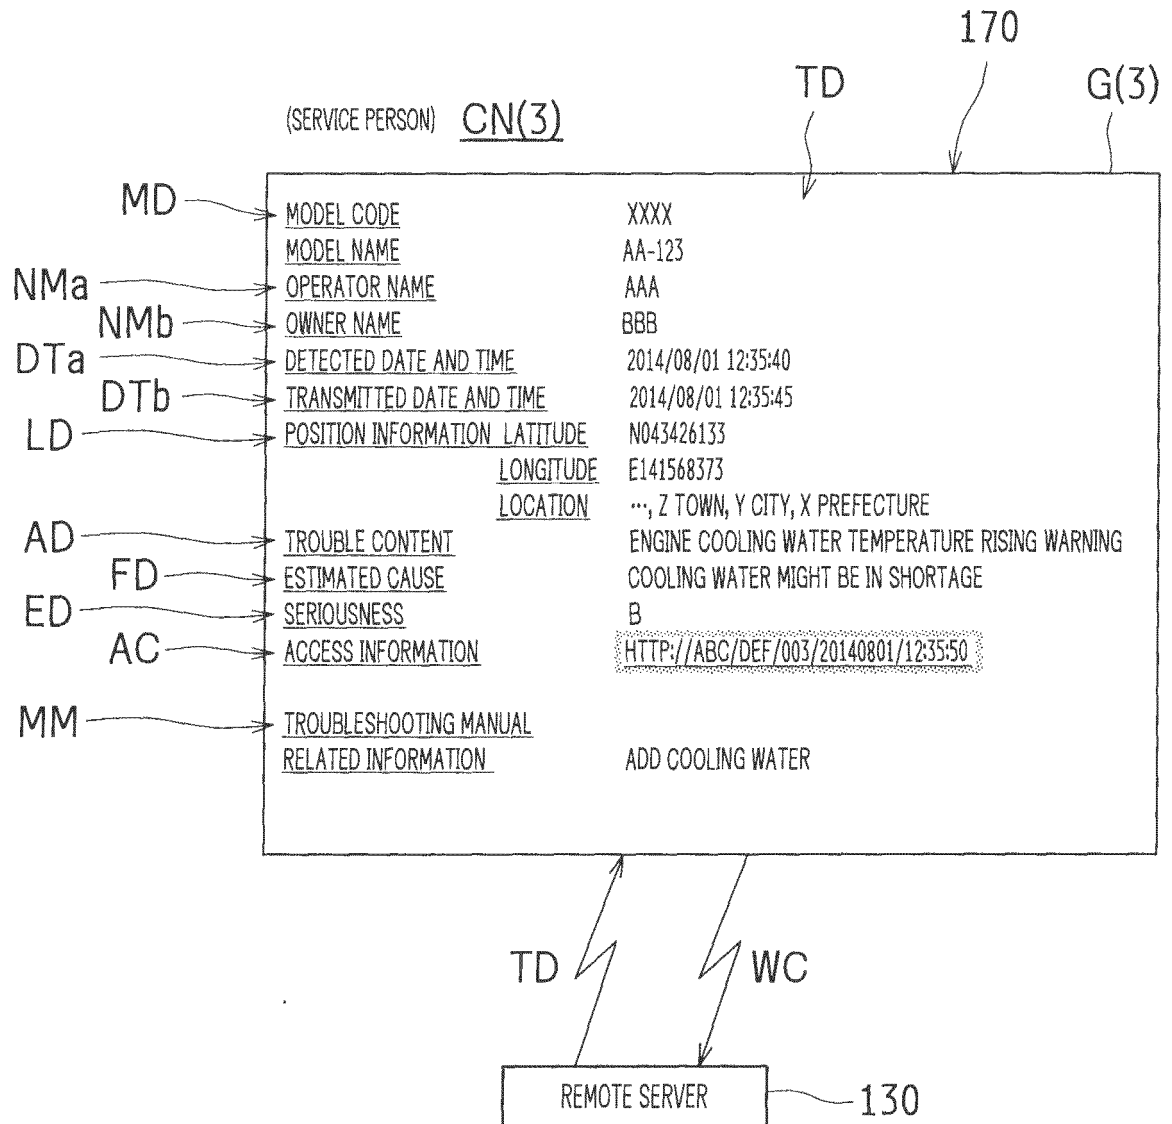 170
TD
G(3)
(SERVICE PERSON) CN(3)
MD MODEL CODE XXXX
MODEL NAME AA-123
NMa OPERATOR NAME AAA
NMb OWNER NAME BBB
DTa DETECTED DATE AND TIME 2014/08/01 12:35:40
DTb TRANSMITTED DATE AND TIME 2014/08/01 12:35:45
LD POSITION INFORMATION LATITUDE N043426133
LONGITUDE E141568373
LOCATION ···, Z TOWN, Y CITY, X PREFECTURE
AD TROUBLE CONTENT ENGINE COOLING WATER TEMPERATURE RISING WARNING
FD ESTIMATED CAUSE COOLING WATER MIGHT BE IN SHORTAGE
ED SERIOUSNESS B
AC ACCESS INFORMATION HTTP://ABC/DEF/003/20140801/12:35:50
MM TROUBLESHOOTING MANUAL
RELATED INFORMATION ADD COOLING WATER
TD WC
REMOTE SERVER 130